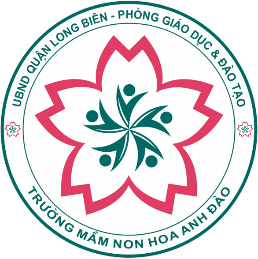 UBND QUẬN LONG BIÊN - PHÒNG GIÁO DỤC & ĐÀO TẠO
TRƯỜNG MẦM NON HOA ANH ĐÀO